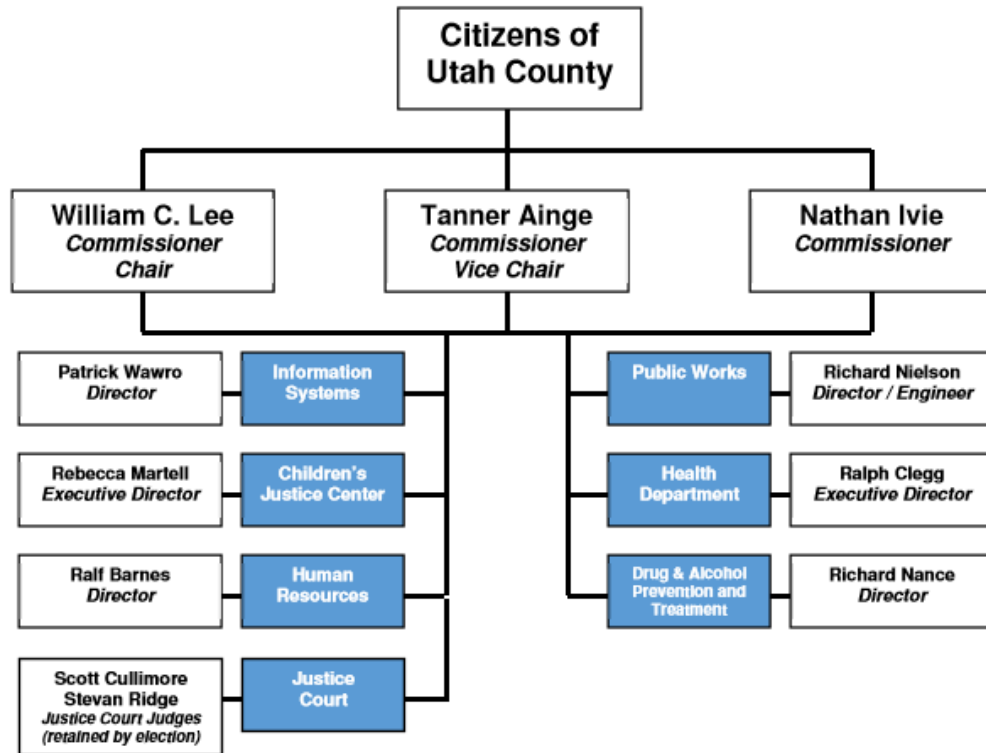 Citizens of
Utah County
William C. Lee
Commissioner
Chair
Tanner Ainge
Commissioner
Vice Chair
Nathan Ivie
Commissioner
Patrick Wawro
Director
Information
Systems
Public Works
Richard Nielson
Director / Engineer
Rebecca Martell
Executive Director
Children's
Justice Center
Health
Department
Ralph Clegg
Executive Director
Ralf Barnes
Director
Human
Resources
Drug & Alcohol
Prevention and
Treatment
Richard Nance
Director
Scott Cullimore
Stevan Ridge
Justice Court Judges
(retained by election)
Justice
Court